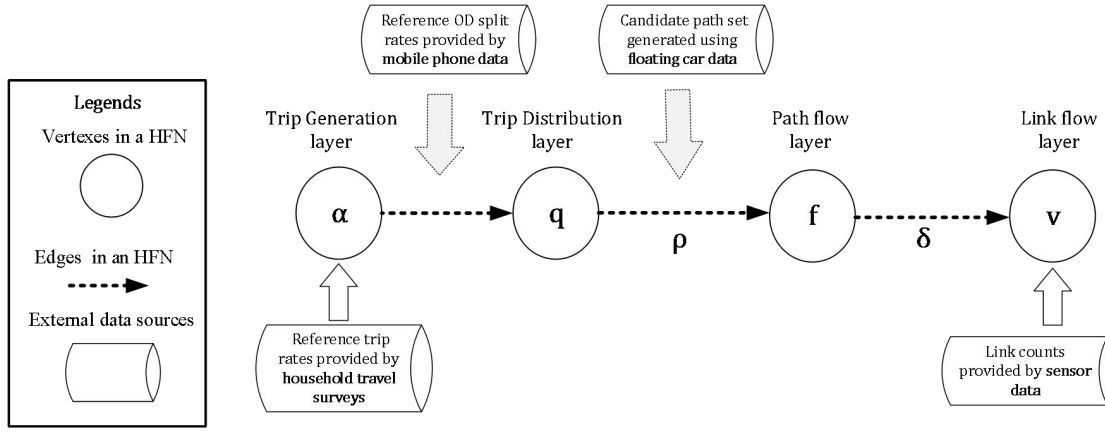 Legends
Vertexes in a HFN
Edges in an HFN
External data sources
Reference OD split
rates provided by
mobile phone data
Candidate path set
generated using
floating car data
Trip Generation
layer
Trip Distribution
layer
Path flow
layer
Link flow
layer
α
q
ρ
f
δ
v
Reference trip
rates provided by
household travel
surveys
Link counts
provided by sensor
data